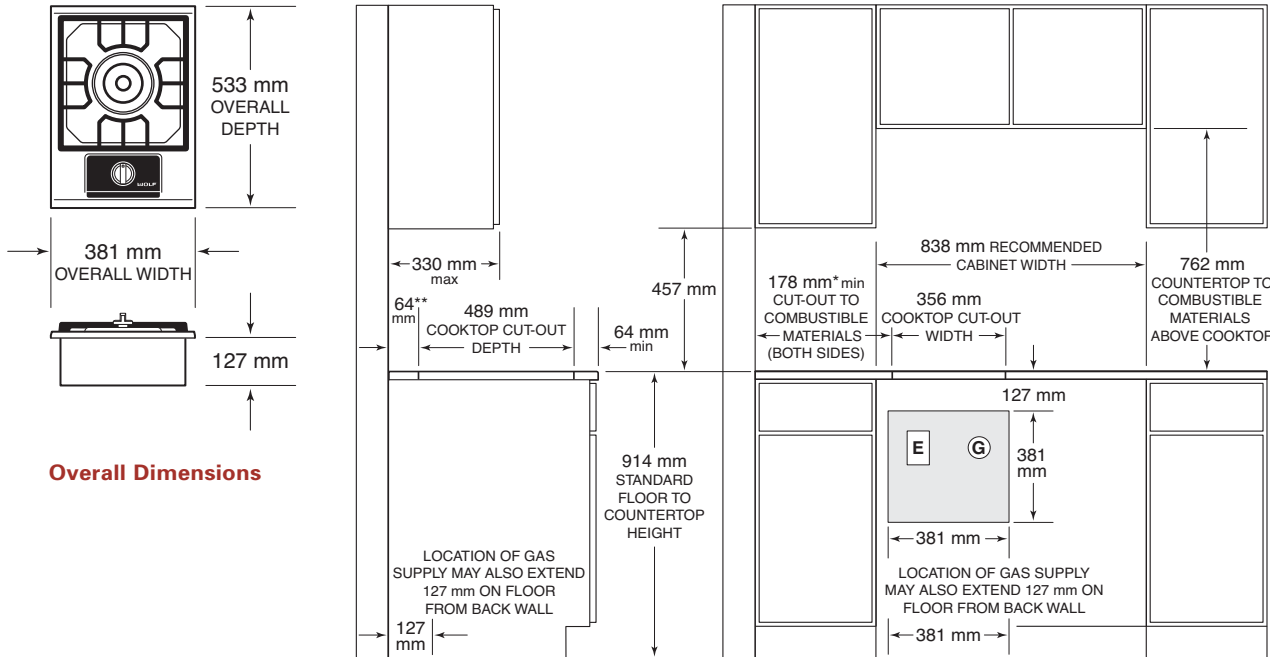 533 mm
OVERALL
DEPTH
WOLF
381 mm
OVERALL WIDTH
127 mm
Overall Dimensions
330 mm
max
64**
mm
489 mm
COOKTOP CUT-OUT
DEPTH
64 mm
min
457 mm
914 mm
STANDARD
FLOOR TO
COUNTERTOP
HEIGHT
LOCATION OF GAS
SUPPLY MAY ALSO EXTEND
127 mm ON FLOOR
FROM BACK WALL
127
mm
838 mm RECOMMENDED
CABINET WIDTH
178 mm* min
CUT-OUT TO
COMBUSTIBLE
MATERIALS
(BOTH SIDES)
356 mm
COOKTOP CUT-OUT
WIDTH
762 mm
COUNTERTOP TO
COMBUSTIBLE
MATERIALS
ABOVE COOKTOP
127 mm
E
G
381
mm
381 mm
LOCATION OF GAS SUPPLY
MAY ALSO EXTEND 127 mm ON
FLOOR FROM BACK WALL
381 mm